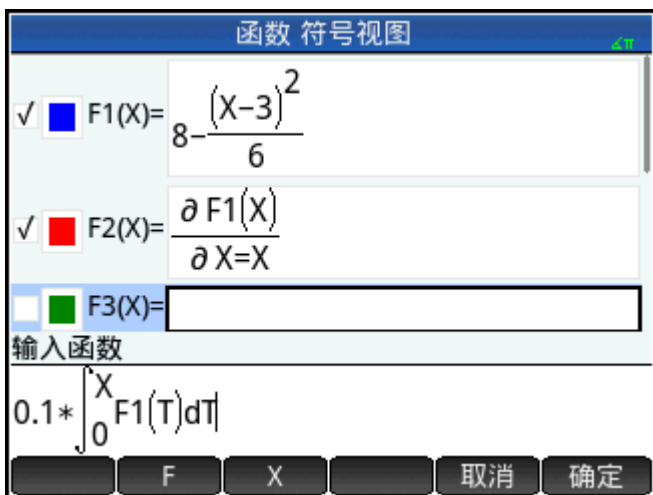 函数 符号视图
∡π
√ F1(X)= 8-(X-3)²/6
√ F2(X)= ∂ F1(X)/∂ X=X
F3(X)=
输入函数
0.1*∫₀ˣ F1(T)dT
F X 取消 确定